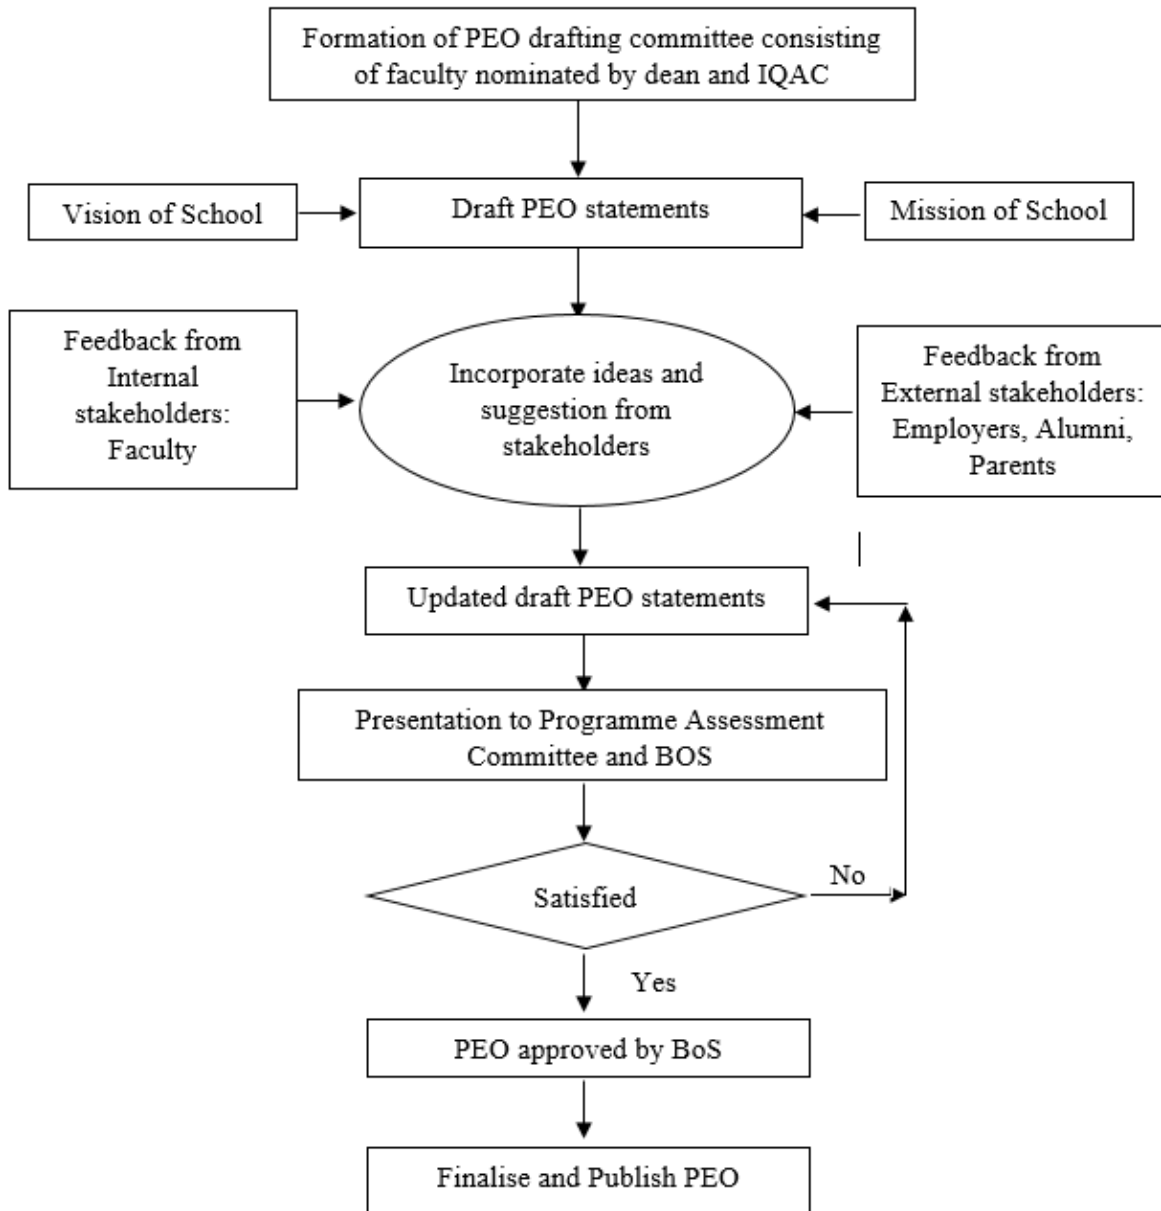 Formation of PEO drafting committee consisting
of faculty nominated by dean and IQAC
Vision of School
Draft PEO statements
Mission of School
Feedback from
Internal
stakeholders:
Faculty
Incorporate ideas and
suggestion from
stakeholders
Feedback from
External stakeholders:
Employers, Alumni,
Parents
Updated draft PEO statements
Presentation to Programme Assessment
Committee and BOS
Satisfied
No
Yes
PEO approved by BoS
Finalise and Publish PEO